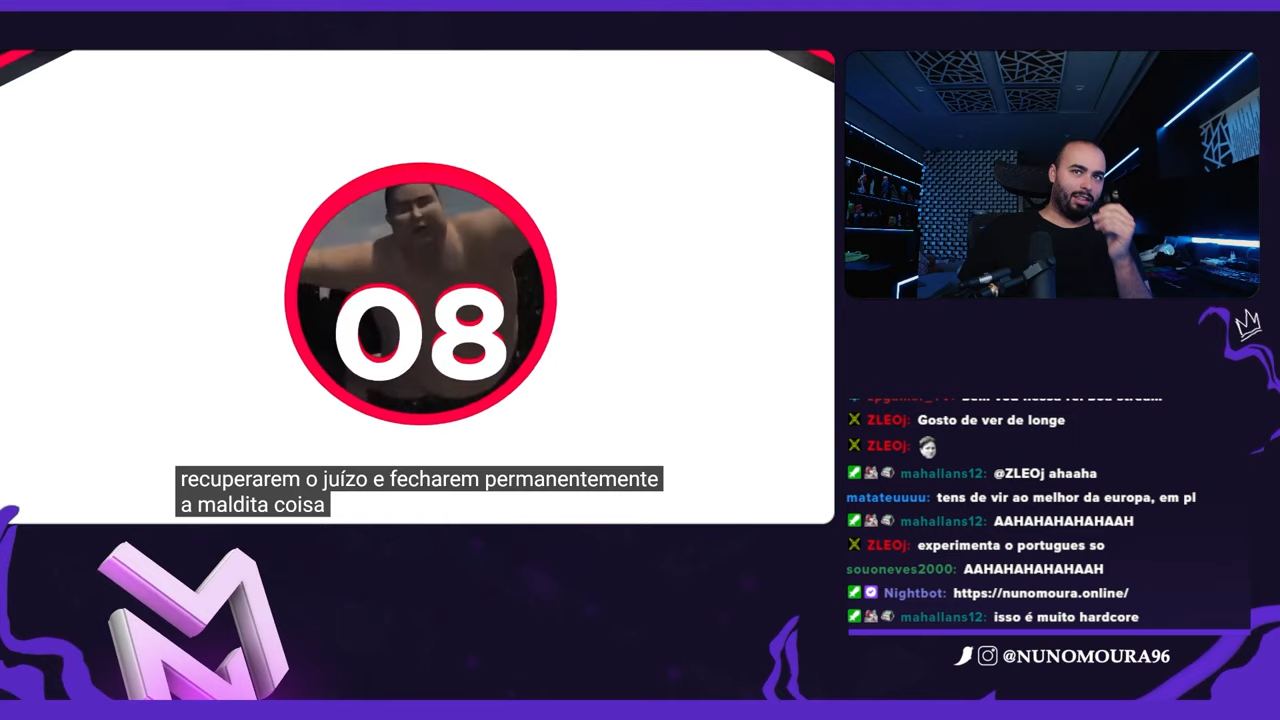 08
recuperarem o juízo e fecharem permanentemente
a maldita coisa
ZLEOj: Gosto de ver de longe
ZLEOj:
mahallans12: @ZLEOj ahaaha
matateuuuu: tens de vir ao melhor da europa, em pl
mahallans12: AAHAHAHAHAHAAH
ZLEOj: experimenta o portugues so
souoneves2000: AAHAHAHAHAHAAH
Nightbot: https://nunomoura.online/
mahallans12: isso é muito hardcore
@NUNOMOURA96